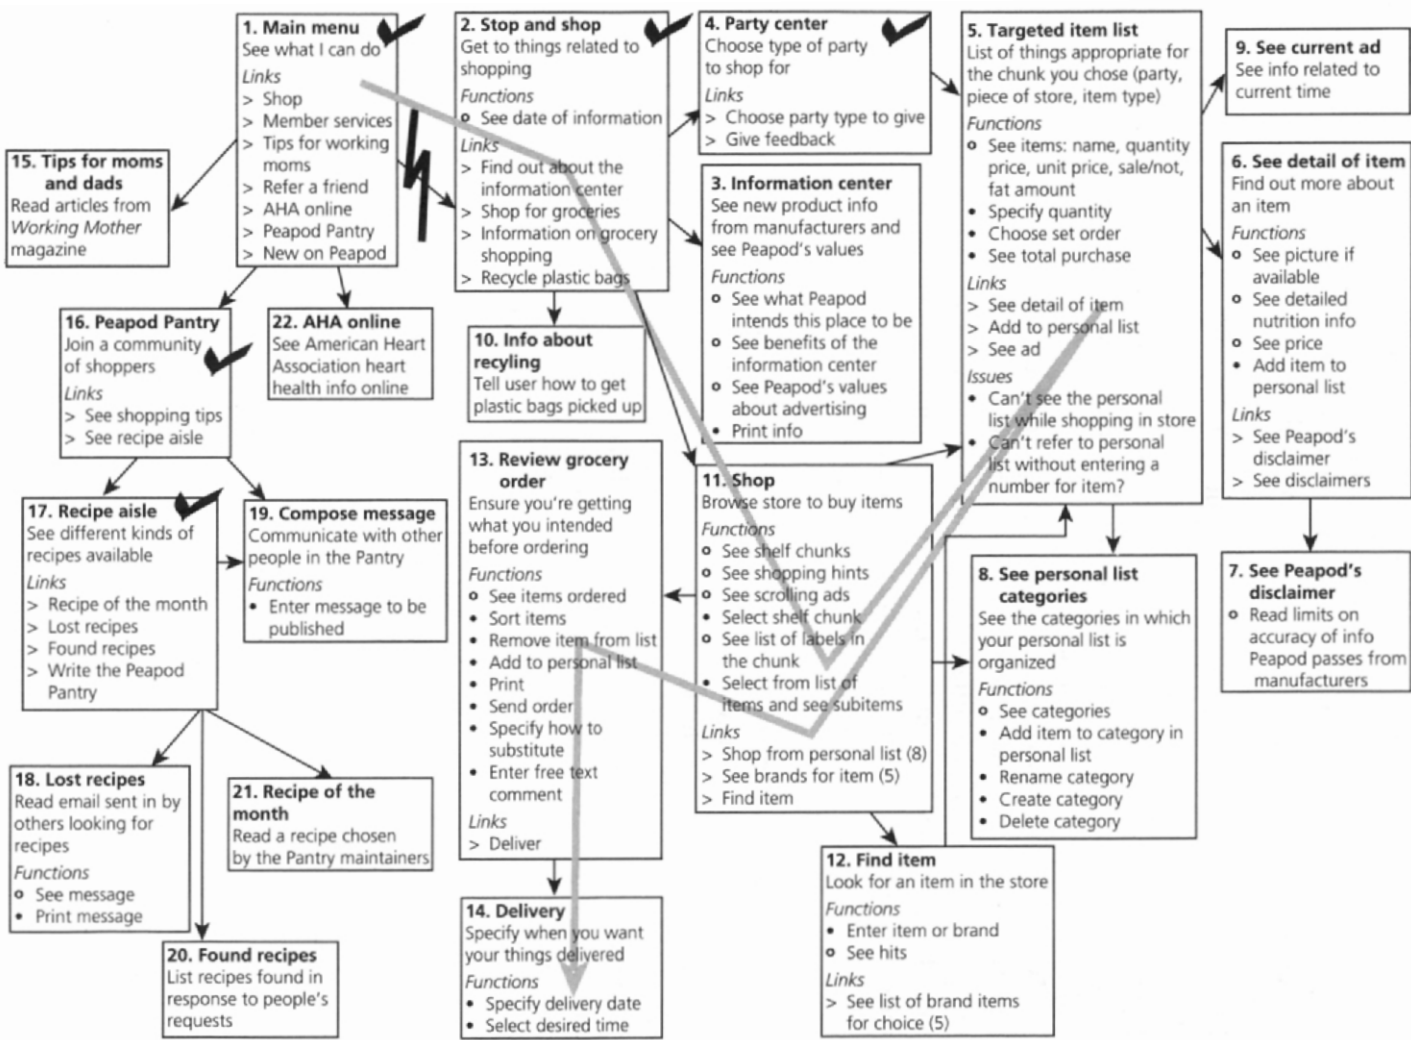 1. Main menu
See what I can do
Links
> Shop
> Member services
> Tips for working
moms
> Refer a friend
> AHA online
> Peapod Pantry
> New on Peapod
2. Stop and shop
Get to things related to
shopping
Functions
o See date of information
Links
> Find out about the
information center
> Shop for groceries
> Information on grocery
shopping
> Recycle plastic bags
4. Party center
Choose type of party
to shop for
Links
> Choose party type to give
> Give feedback
5. Targeted item list
List of things appropriate for
the chunk you chose (party,
piece of store, item type)
Functions
o See items: name, quantity
price, unit price, sale/not,
fat amount
• Specify quantity
• Choose set order
• See total purchase
Links
> See detail of item
> Add to personal list
> See ad
Issues
• Can't see the personal
list while shopping in store
• Can't refer to personal
list without entering a
number for item?
9. See current ad
See info related to
current time
15. Tips for moms
and dads
Read articles from
Working Mother
magazine
3. Information center
See new product info
from manufacturers and
see Peapod's values
Functions
o See what Peapod
intends this place to be
o See benefits of the
information center
o See Peapod's values
about advertising
• Print info
6. See detail of item
Find out more about
an item
Functions
o See picture if
available
o See detailed
nutrition info
o See price
• Add item to
personal list
Links
> See Peapod's
disclaimer
> See disclaimers
16. Peapod Pantry
Join a community
of shoppers
Links
> See shopping tips
> See recipe aisle
22. AHA online
See American Heart
Association heart
health info online
10. Info about
recyling
Tell user how to get
plastic bags picked up
13. Review grocery
order
Ensure you're getting
what you intended
before ordering
Functions
o See items ordered
• Sort items
• Remove item from list
• Add to personal list
• Print
• Send order
• Specify how to
substitute
• Enter free text
comment
Links
> Deliver
11. Shop
Browse store to buy items
Functions
o See shelf chunks
o See shopping hints
o See scrolling ads
• Select shelf chunk
o See list of labels in
the chunk
• Select from list of
items and see subitems
Links
> Shop from personal list (8)
> See brands for item (5)
> Find item
17. Recipe aisle
See different kinds of
recipes available
Links
> Recipe of the month
> Lost recipes
> Found recipes
> Write the Peapod
Pantry
19. Compose message
Communicate with other
people in the Pantry
Functions
• Enter message to be
published
8. See personal list
categories
See the categories in which
your personal list is
organized
Functions
o See categories
• Add item to category in
personal list
• Rename category
• Create category
• Delete category
7. See Peapod's
disclaimer
o Read limits on
accuracy of info
Peapod passes from
manufacturers
18. Lost recipes
Read email sent in by
others looking for
recipes
Functions
o See message
• Print message
21. Recipe of the
month
Read a recipe chosen
by the Pantry maintainers
12. Find item
Look for an item in the store
Functions
• Enter item or brand
o See hits
Links
> See list of brand items
for choice (5)
14. Delivery
Specify when you want
your things delivered
Functions
• Specify delivery date
• Select desired time
20. Found recipes
List recipes found in
response to people's
requests